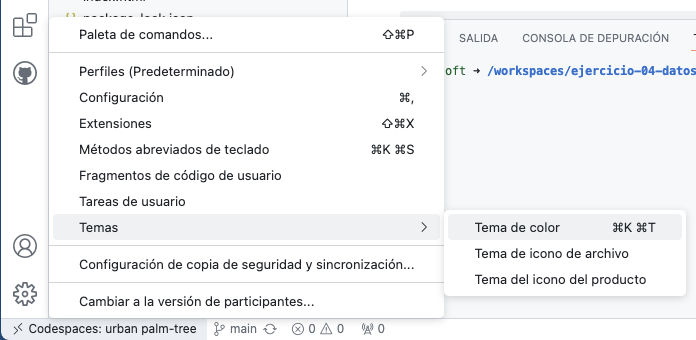 package-lock.json
Paleta de comandos... ⇧⌘P
Perfiles (Predeterminado)
Configuración ⌘,
Extensiones ⇧⌘X
Métodos abreviados de teclado ⌘K ⌘S
Fragmentos de código de usuario
Tareas de usuario
Temas
Configuración de copia de seguridad y sincronización...
Cambiar a la versión de participantes...
Tema de color ⌘K ⌘T
Tema de icono de archivo
Tema del icono del producto
SALIDA CONSOLA DE DEPURACIÓN
oft → /workspaces/ejercicio-04-datos
Codespaces: urban palm-tree main 0 0 0